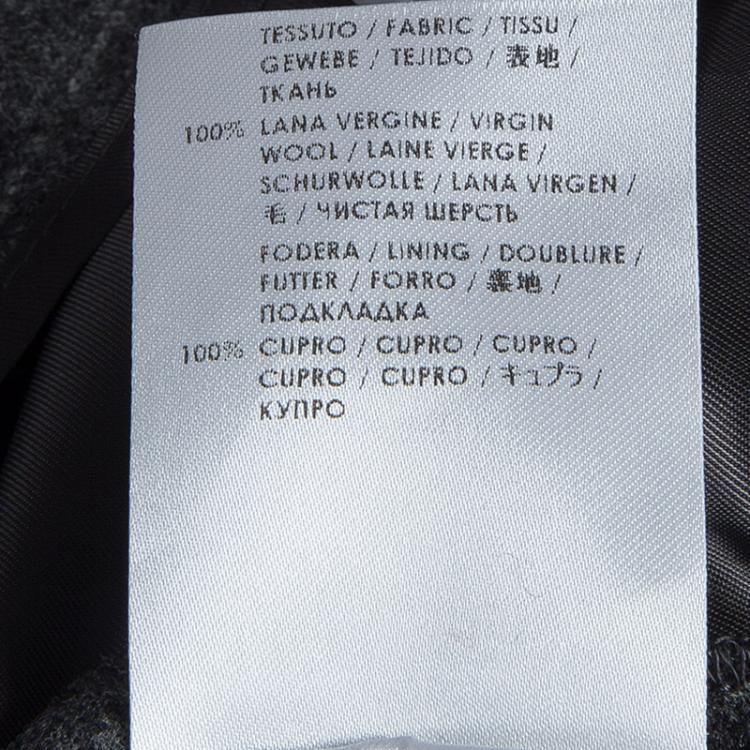 TESSUTO / FABRIC / TISSU /
GEWEBE / TEJIDO / 表地 /
ТКАНЬ
100% LANA VERGINE / VIRGIN
WOOL / LAINE VIERGE /
SCHURWOLLE / LANA VIRGEN /
毛 / ЧИСТАЯ ШЕРСТЬ
FODERA / LINING / DOUBLURE /
FUTTER / FORRO / 裏地 /
ПОДКЛАДКА
100% CUPRO / CUPRO / CUPRO /
CUPRO / CUPRO / キュプラ /
КУПРО